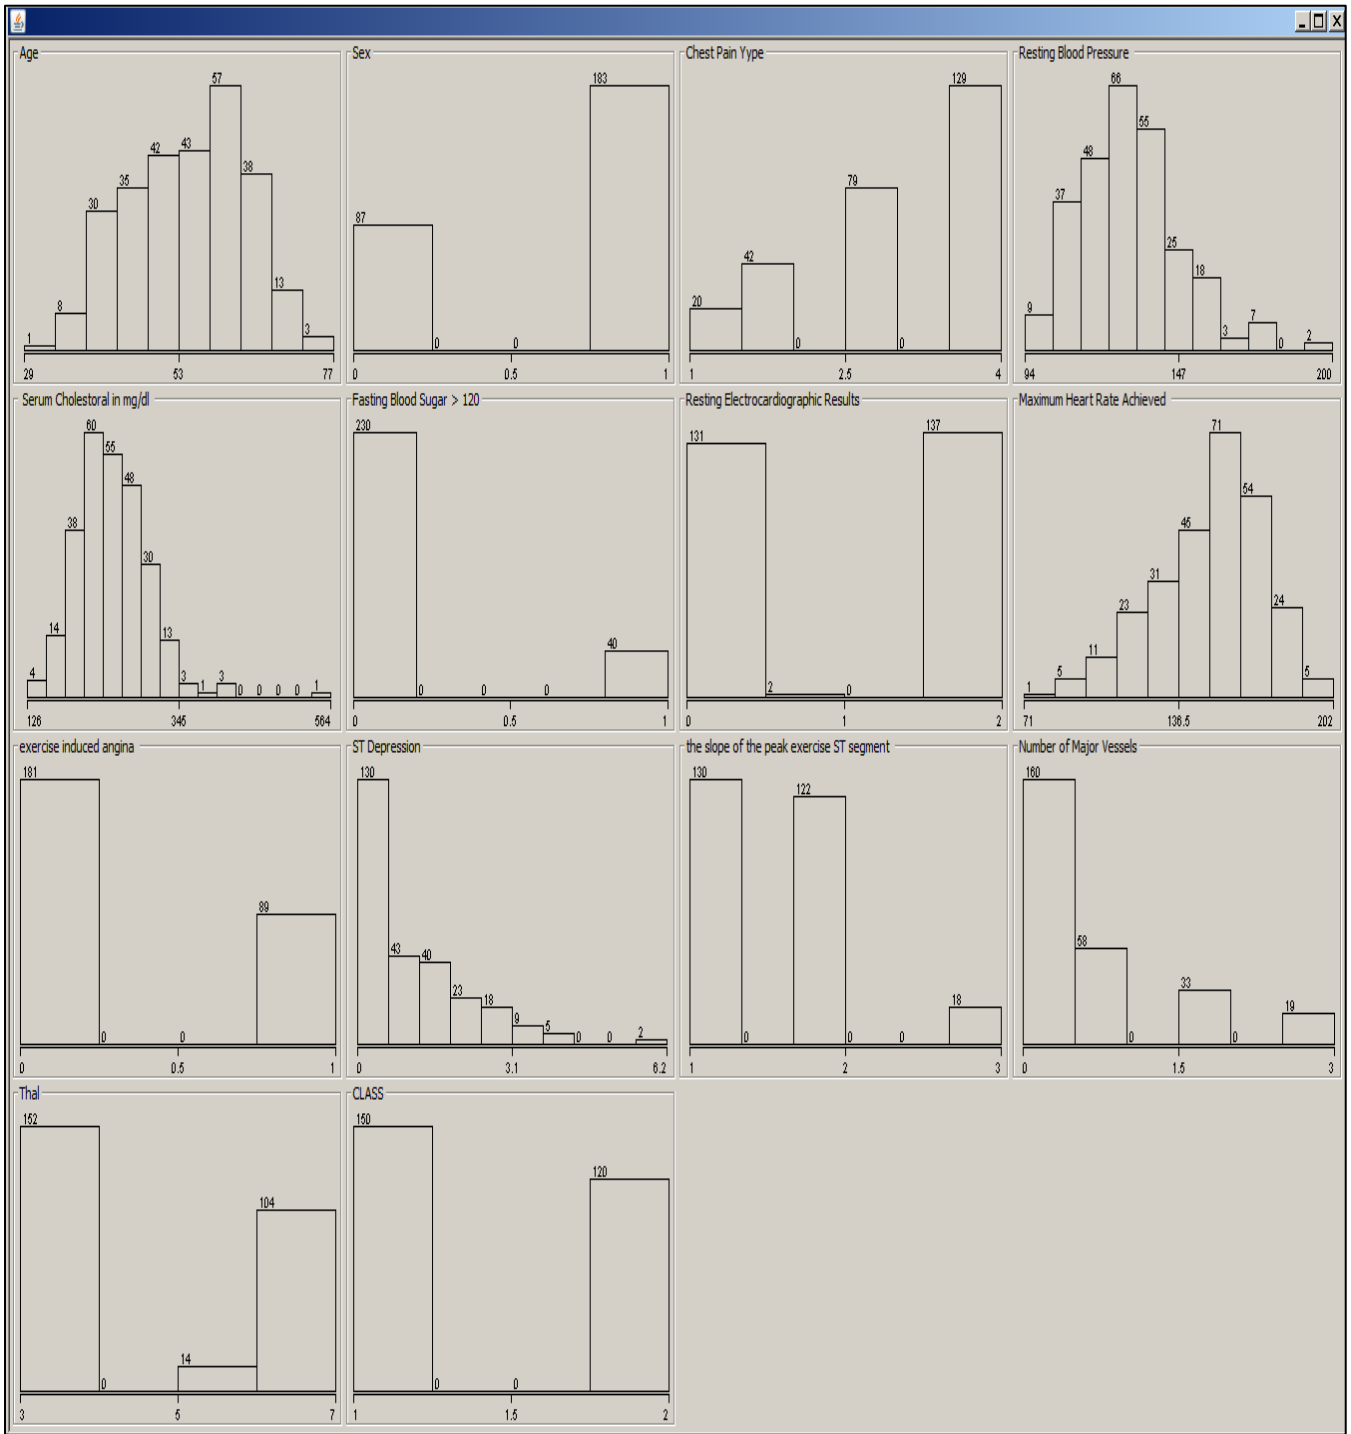 Age
57
43
42
38
35
30
13
8
3
1
29 53 77
Sex
183
87
0 0
0 0.5 1
Chest Pain Yype
129
79
42
20
0 0
1 2.5 4
Resting Blood Pressure
66
55
48
37
25
18
9
7
3 0 2
94 147 200
Serum Cholestoral in mg/dl
60
55
48
38
30
14
13
4
3 1 3 0 0 0 0 1
126 345 564
Fasting Blood Sugar > 120
230
40
0 0 0
0 0.5 1
Resting Electrocardiographic Results
137
131
2 0
0 1 2
Maximum Heart Rate Achieved
71
54
45
31
24
23
11
5 5
1
71 136.5 202
exercise induced angina
181
89
0 0
0 0.5 1
ST Depression
130
43 40
23
18
9
5 0 0 2
0 3.1 6.2
the slope of the peak exercise ST segment
130
122
18
0 0 0
1 2 3
Number of Major Vessels
160
58
33
19
0 0
0 1.5 3
Thal
152
104
14
0
3 5 7
CLASS
150
120
0 0
1 1.5 2